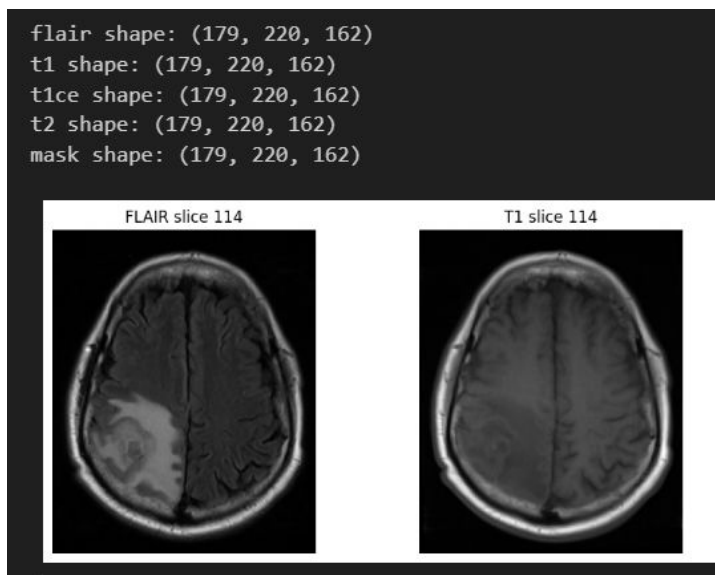 flair shape: (179, 220, 162)
t1 shape: (179, 220, 162)
t1ce shape: (179, 220, 162)
t2 shape: (179, 220, 162)
mask shape: (179, 220, 162)
FLAIR slice 114
T1 slice 114